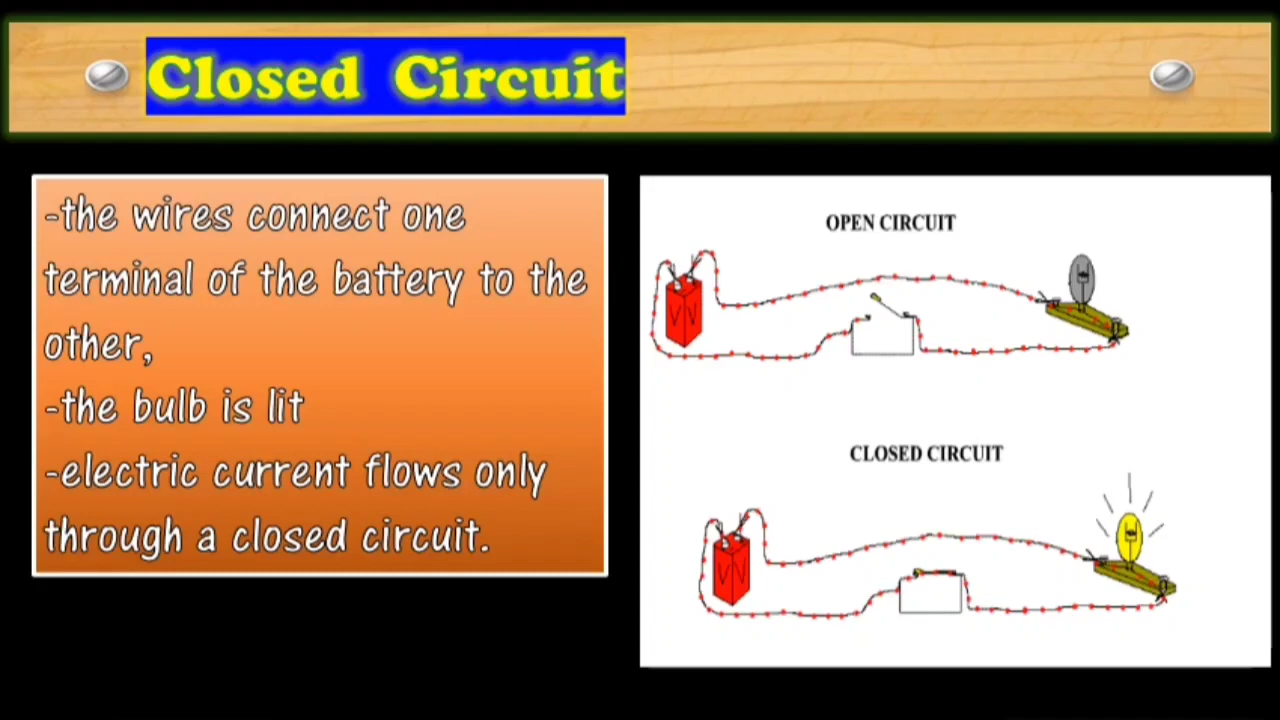 Closed Circuit
-the wires connect one
terminal of the battery to the
other,
-the bulb is lit
-electric current flows only
through a closed circuit.
OPEN CIRCUIT
CLOSED CIRCUIT